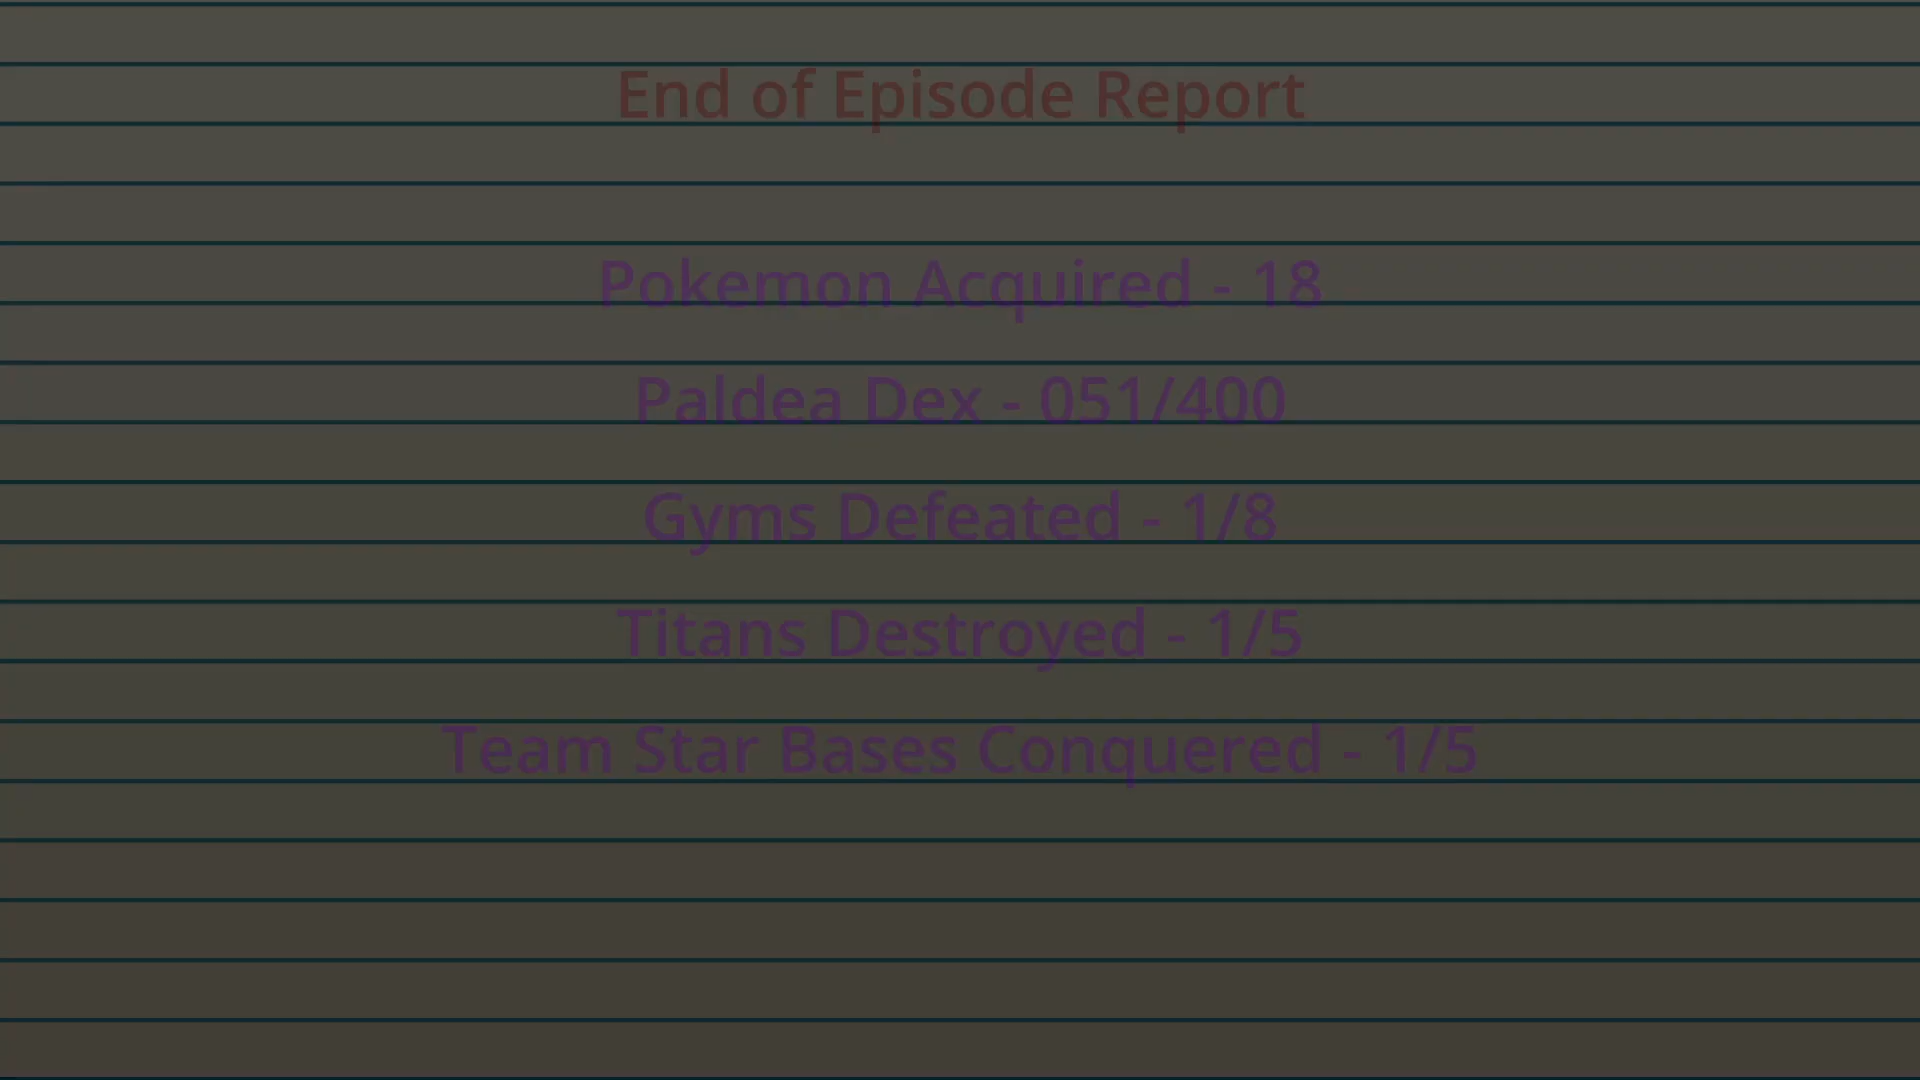 End of Episode Report
Pokemon Acquired - 18
Paldea Dex - 051/400
Gyms Defeated - 1/8
Titans Destroyed - 1/5
Team Star Bases Conquered - 1/5